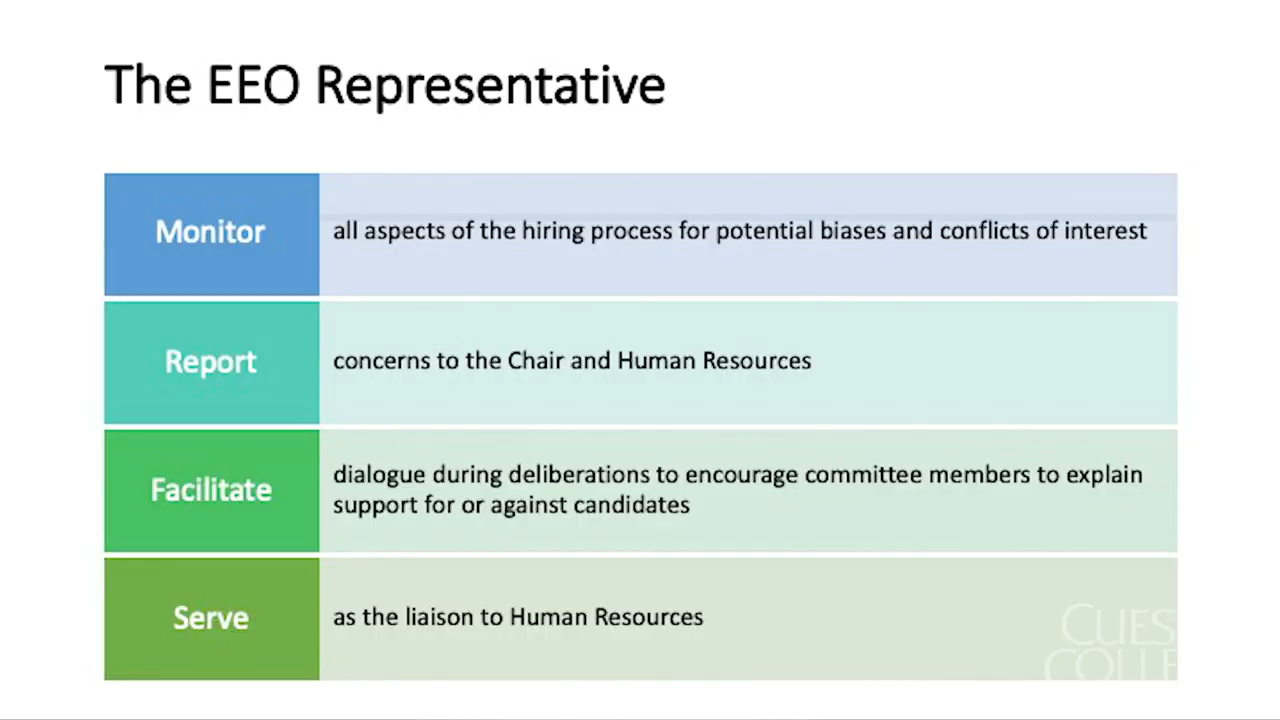 The EEO Representative
Monitor
all aspects of the hiring process for potential biases and conflicts of interest
Report
concerns to the Chair and Human Resources
Facilitate
dialogue during deliberations to encourage committee members to explain
support for or against candidates
Serve
as the liaison to Human Resources
CUES
COLLE